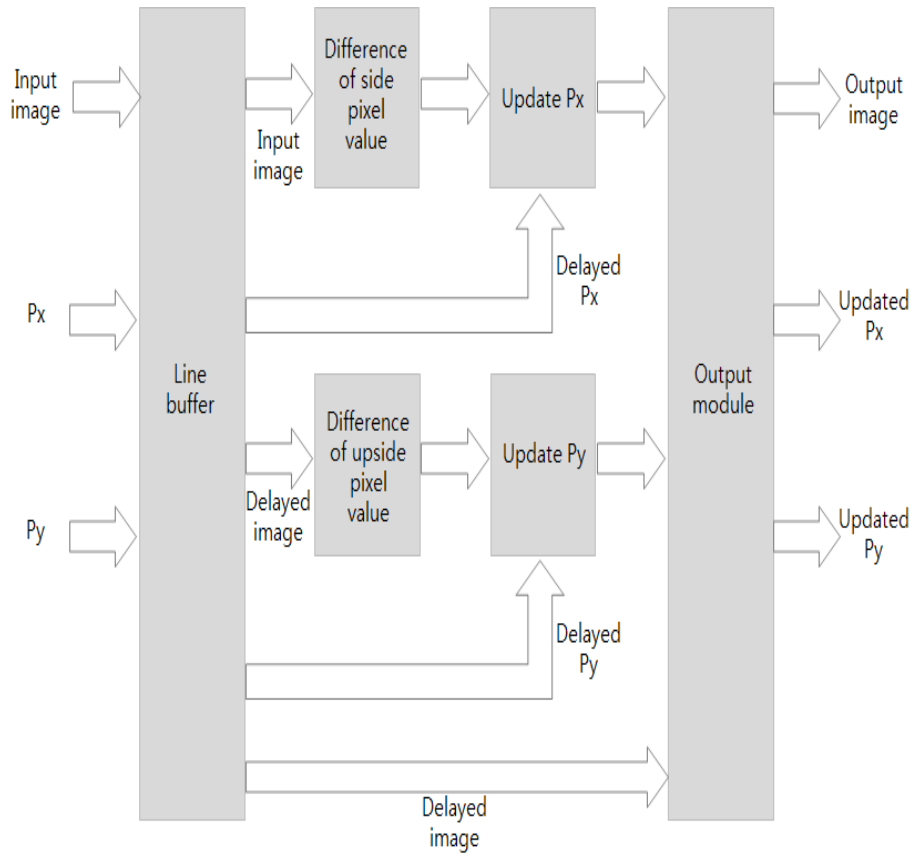 Input
image
Line
buffer
Difference
of side
pixel
value
Input
image
Update Px
Output
image
Px
Delayed
Px
Updated
Px
Output
module
Difference
of upside
pixel
value
Update Py
Delayed
image
Py
Updated
Py
Delayed
Py
Delayed
image